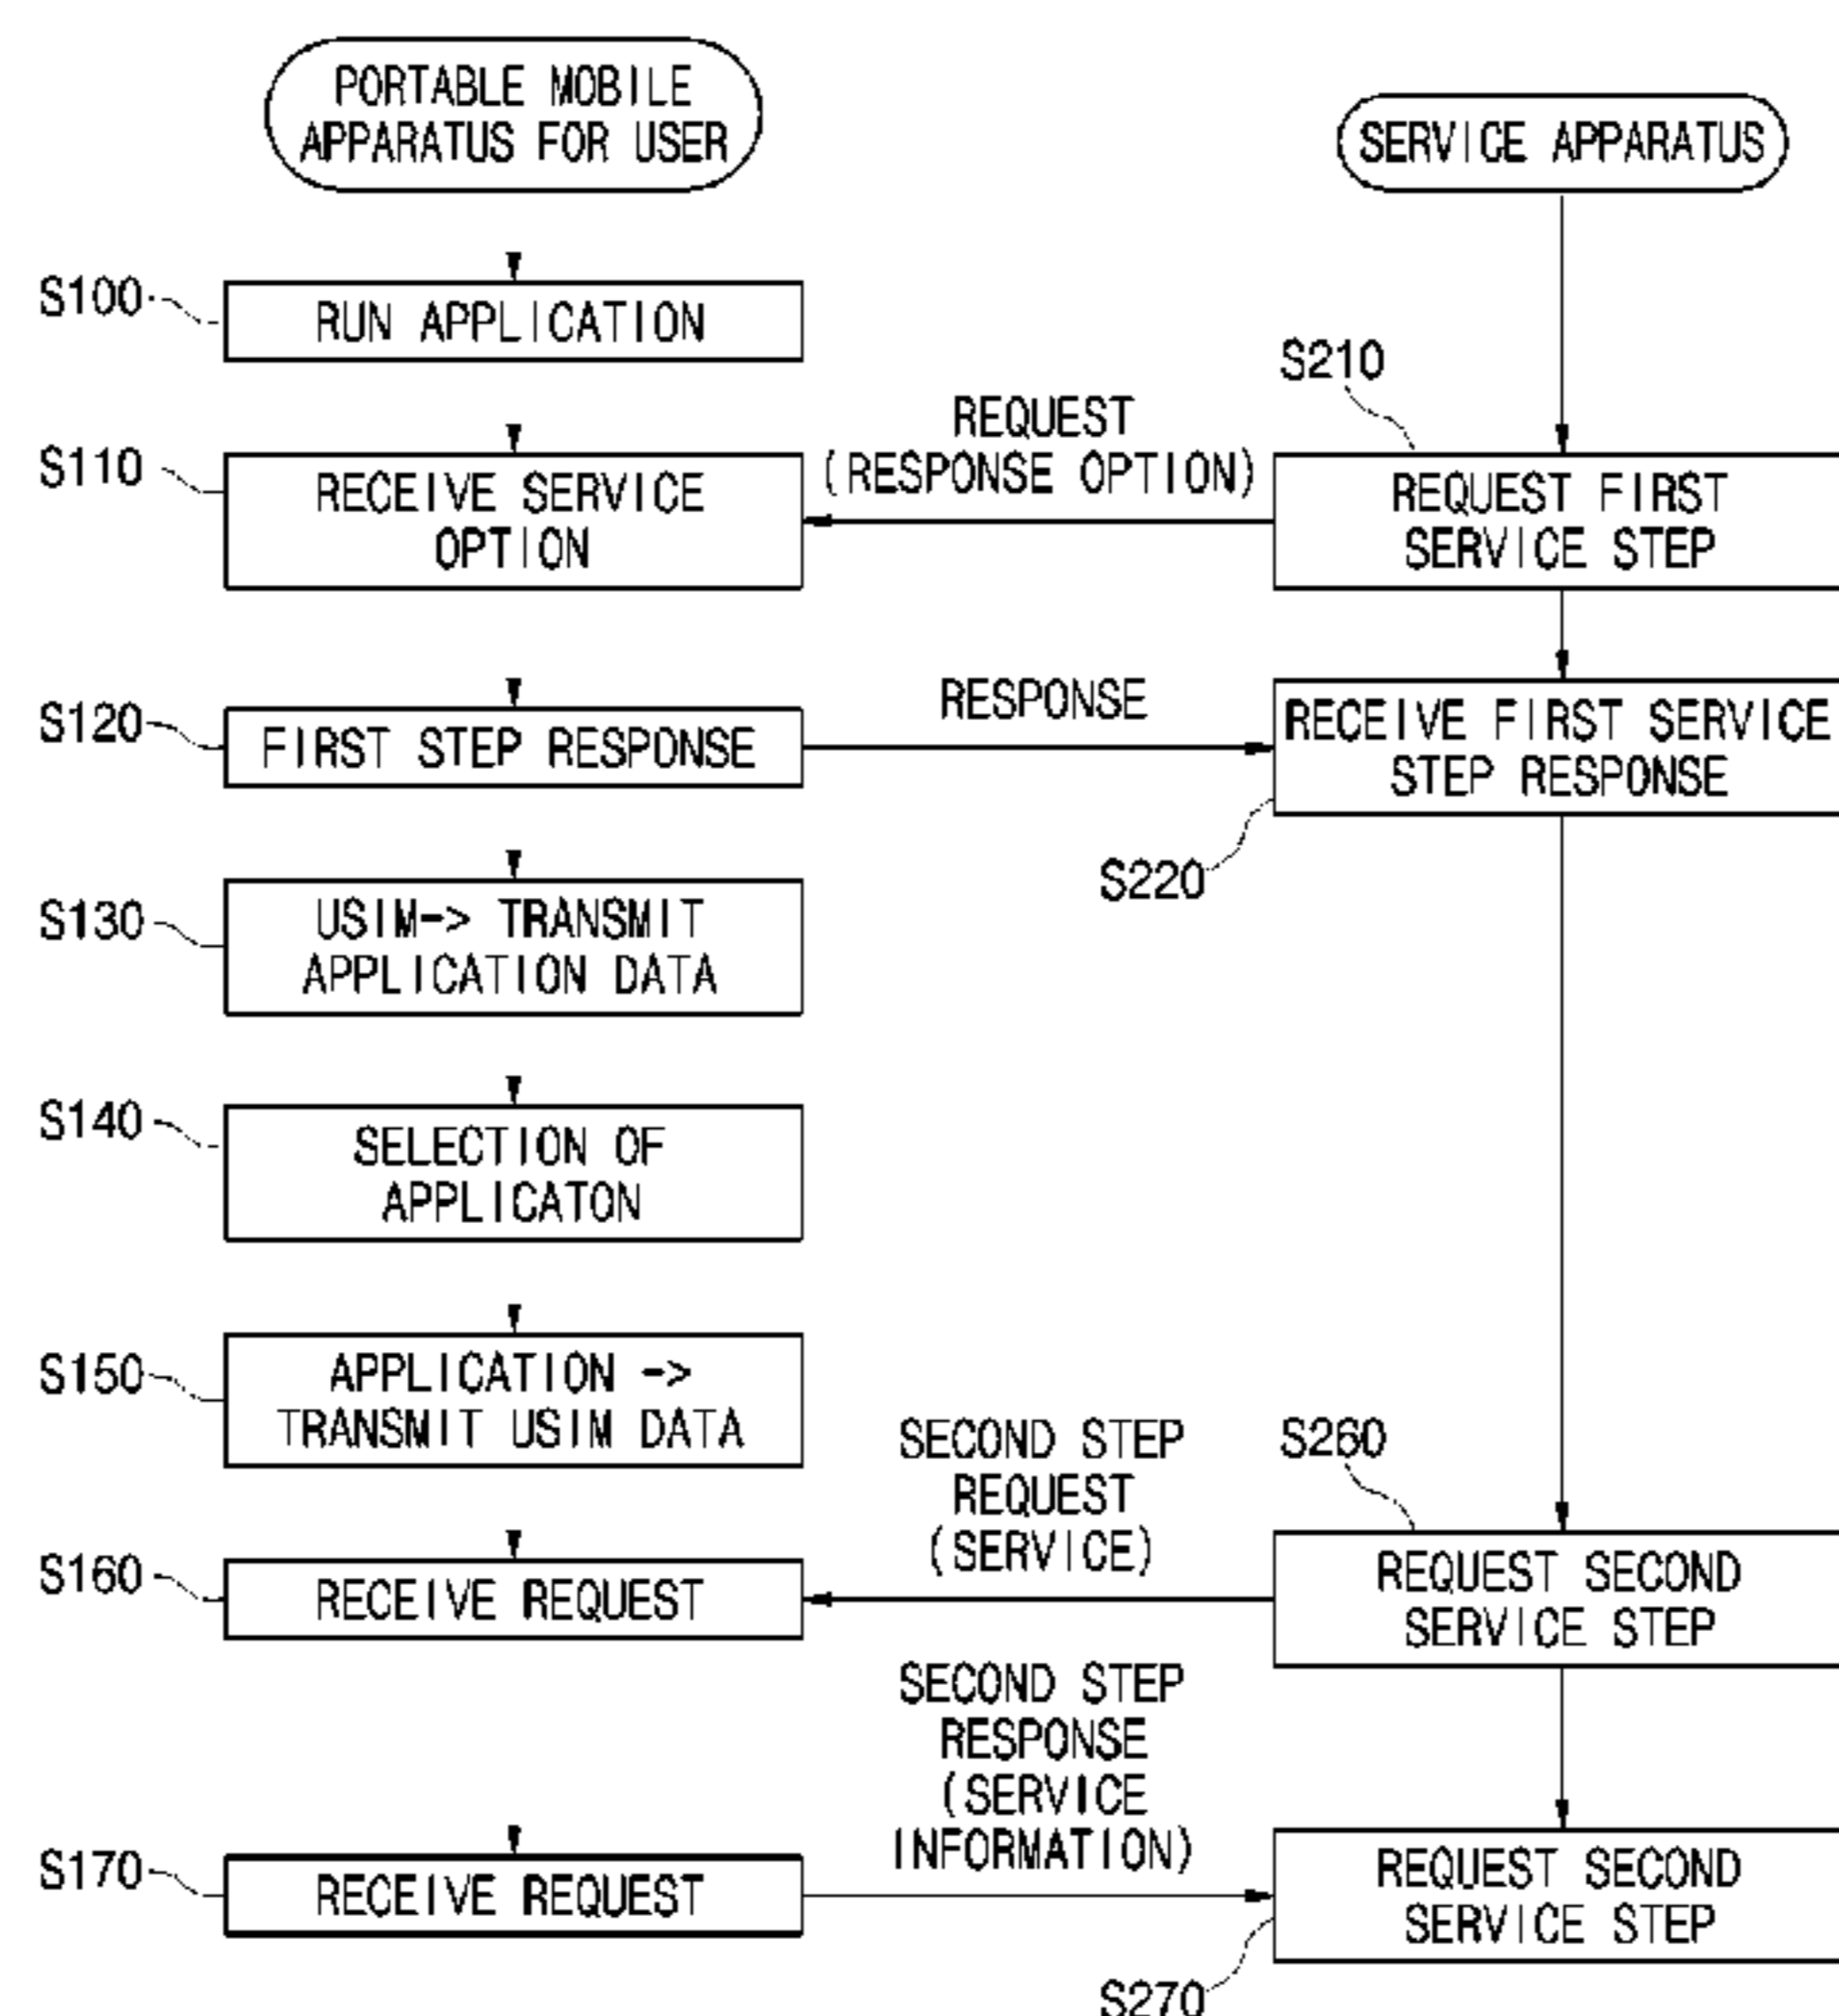 PORTABLE MOBILE
APPARATUS FOR USER
SERVICE APPARATUS
S100
RUN APPLICATION
S210
S110
RECEIVE SERVICE
OPTION
REQUEST
(RESPONSE OPTION)
REQUEST FIRST
SERVICE STEP
S120
FIRST STEP RESPONSE
RESPONSE
RECEIVE FIRST SERVICE
STEP RESPONSE
S220
S130
USIM-> TRANSMIT
APPLICATION DATA
S140
SELECTION OF
APPLICATON
S150
APPLICATION ->
TRANSMIT USIM DATA
S260
S160
RECEIVE REQUEST
SECOND STEP
REQUEST
(SERVICE)
REQUEST SECOND
SERVICE STEP
S170
RECEIVE REQUEST
SECOND STEP
RESPONSE
(SERVICE
INFORMATION)
REQUEST SECOND
SERVICE STEP
S270